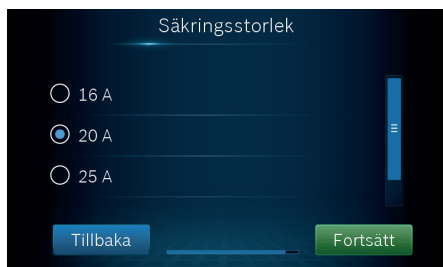 Säkringsstorlek
16 A
20 A
25 A
Tillbaka
Fortsätt